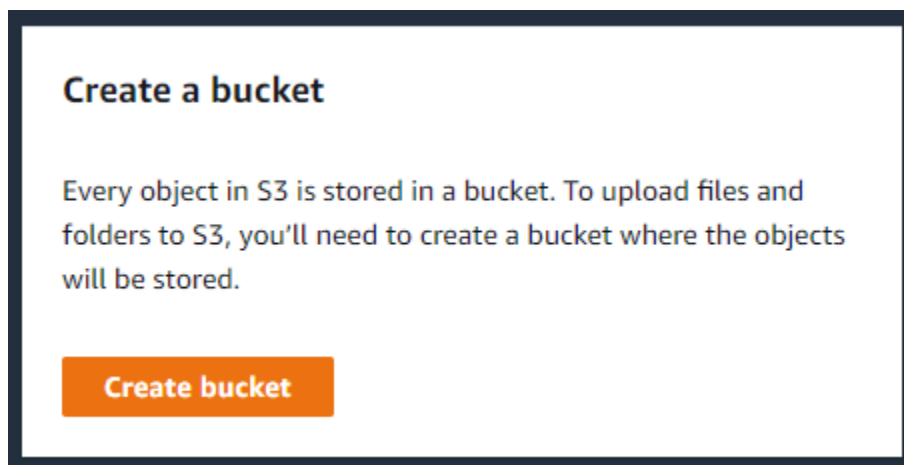 Create a bucket
Every object in S3 is stored in a bucket. To upload files and
folders to S3, you’ll need to create a bucket where the objects
will be stored.
Create bucket